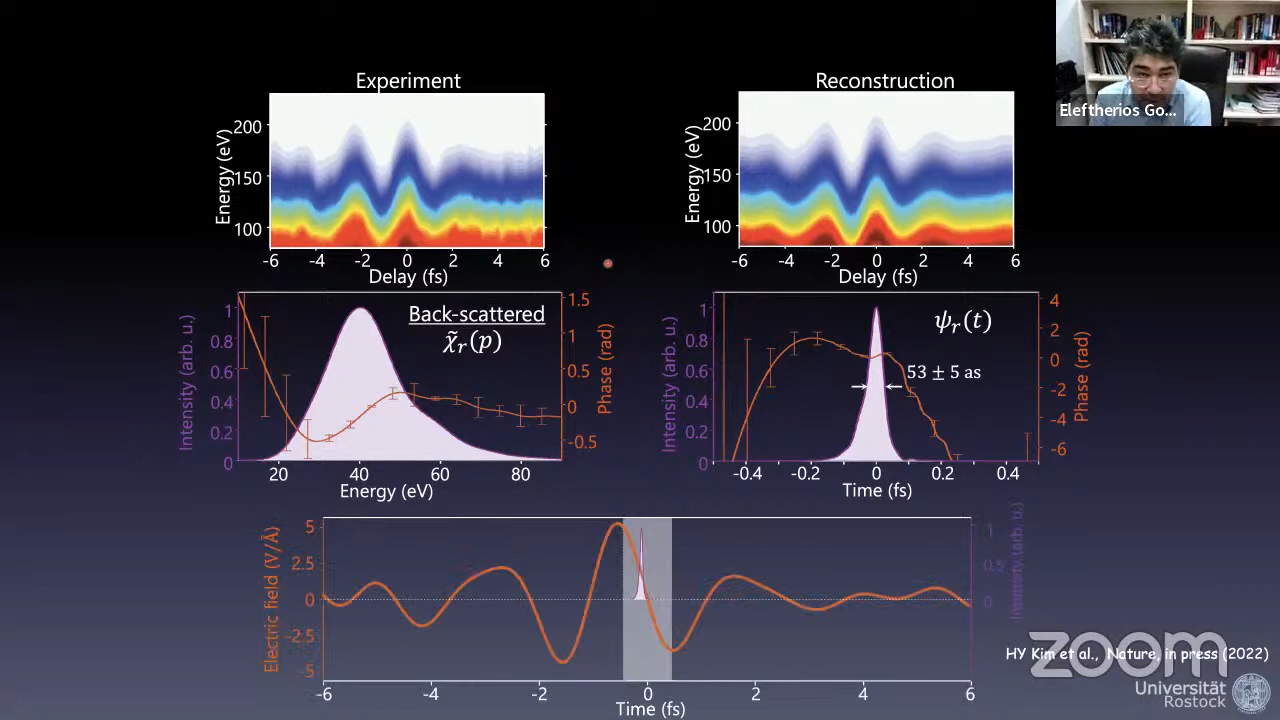 Experiment
Reconstruction
Eleftherios Go...
Energy (eV)
200
150
100
-6 -4 -2 0 2 4 6
Delay (fs)
Energy (eV)
200
150
100
-6 -4 -2 0 2 4 6
Delay (fs)
Intensity (arb. u.)
1
0.8
0.6
0.4
0.2
0
Back-scattered
χ̃r(p)
1.5
1
0.5
0
-0.5
Phase (rad)
20 40 60 80
Energy (eV)
Intensity (arb. u.)
1
0.8
0.6
0.4
0.2
0
ψr(t)
53 ± 5 as
4
2
0
-2
-4
-6
Phase (rad)
-0.4 -0.2 0 0.2 0.4
Time (fs)
Electric field (V/Å)
5
2.5
0
-2.5
-5
1
0.5
0
Intensity (arb. u.)
-6 -4 -2 0 2 4 6
Time (fs)
HY Kim et al., Nature, in press (2022)
zoom
Universität
Rostock